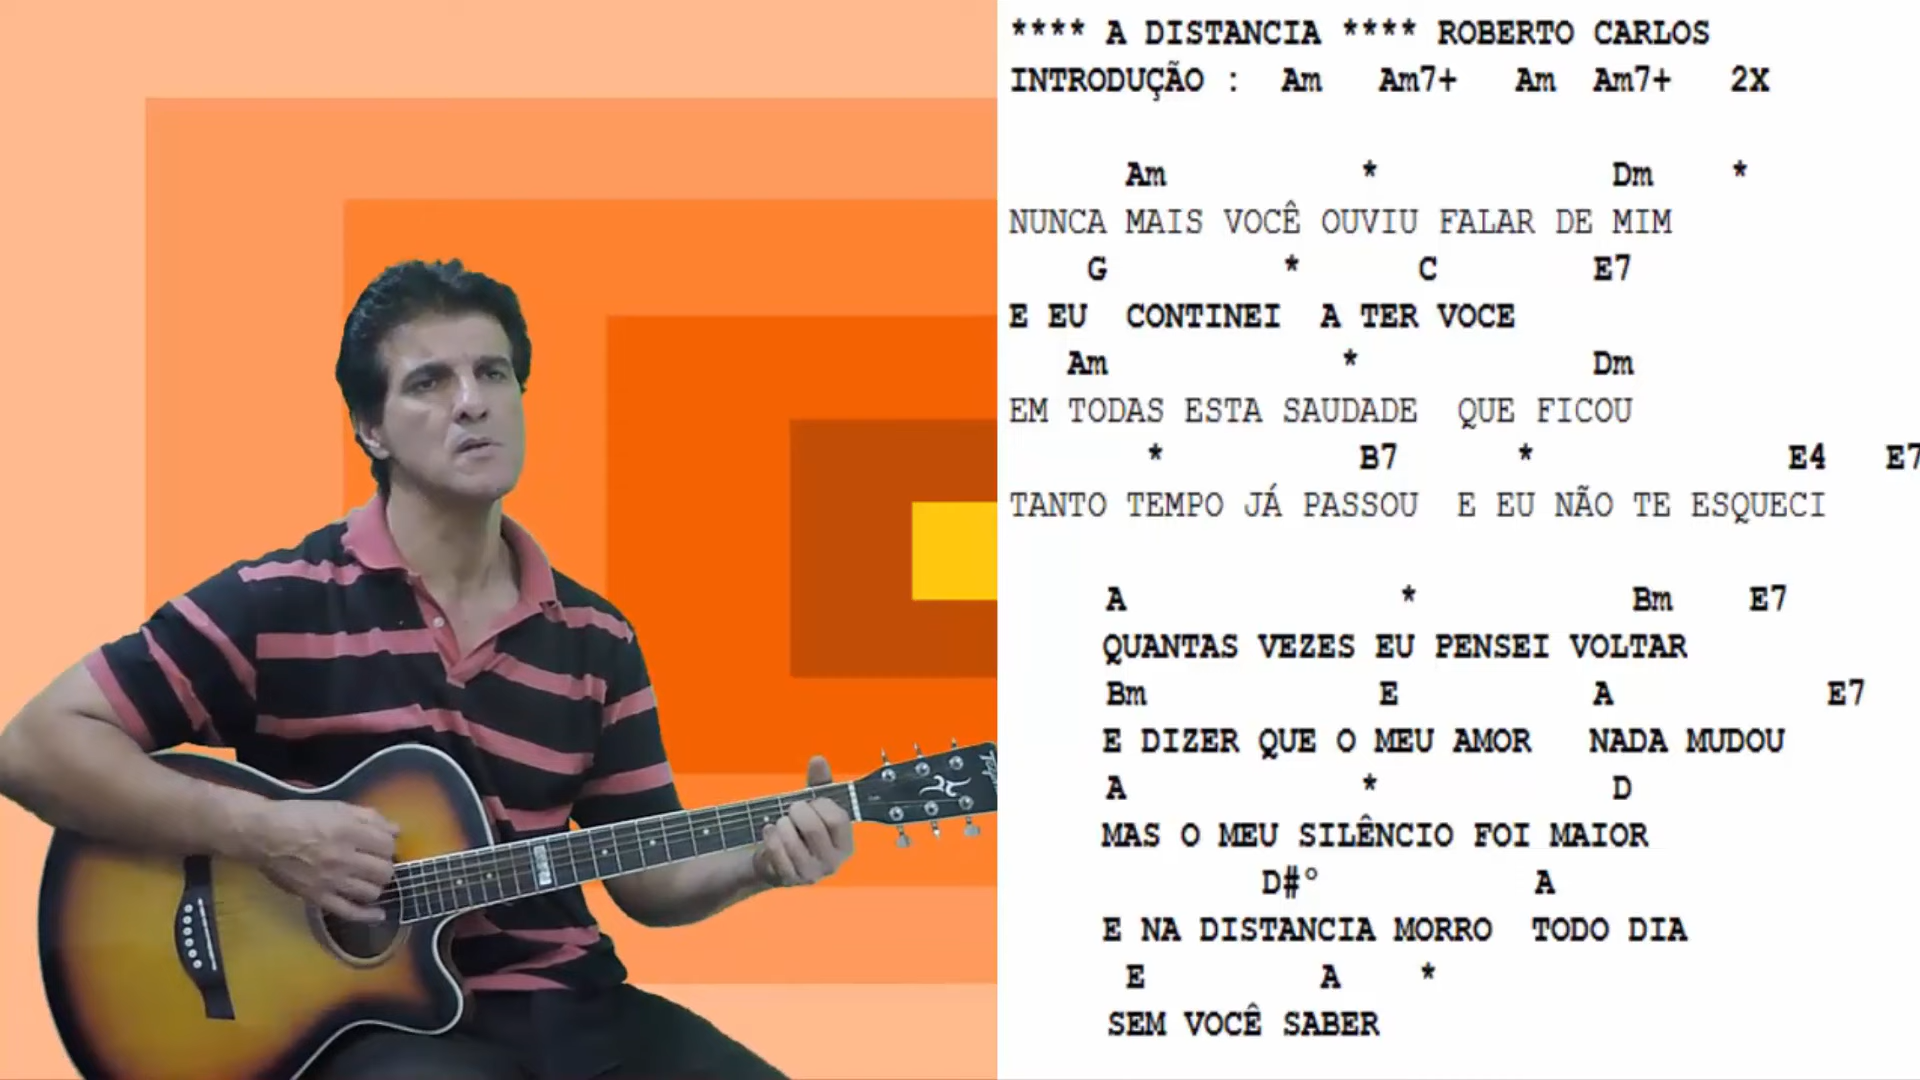 **** A DISTANCIA **** ROBERTO CARLOS
INTRODUÇÃO : Am Am7+ Am Am7+ 2X
Am * Dm *
NUNCA MAIS VOCÊ OUVIU FALAR DE MIM
G * C E7
E EU CONTINEI A TER VOCE
Am * Dm
EM TODAS ESTA SAUDADE QUE FICOU
* B7 * E4 E7
TANTO TEMPO JÁ PASSOU E EU NÃO TE ESQUECI
A * Bm E7
QUANTAS VEZES EU PENSEI VOLTAR
Bm E A E7
E DIZER QUE O MEU AMOR NADA MUDOU
A * D
MAS O MEU SILÊNCIO FOI MAIOR
D#° A
E NA DISTANCIA MORRO TODO DIA
E A *
SEM VOCÊ SABER